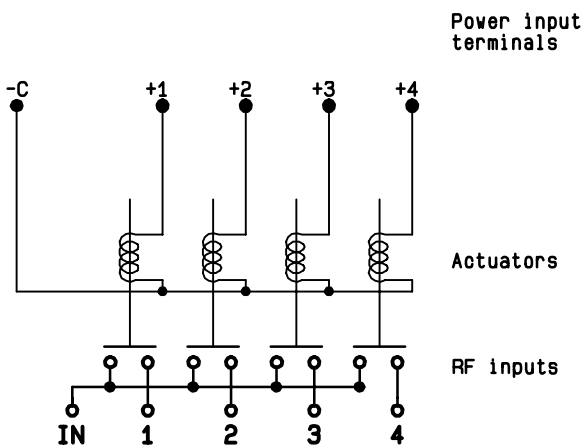 Power input
terminals
-C +1 +2 +3 +4
Actuators
RF inputs
IN 1 2 3 4